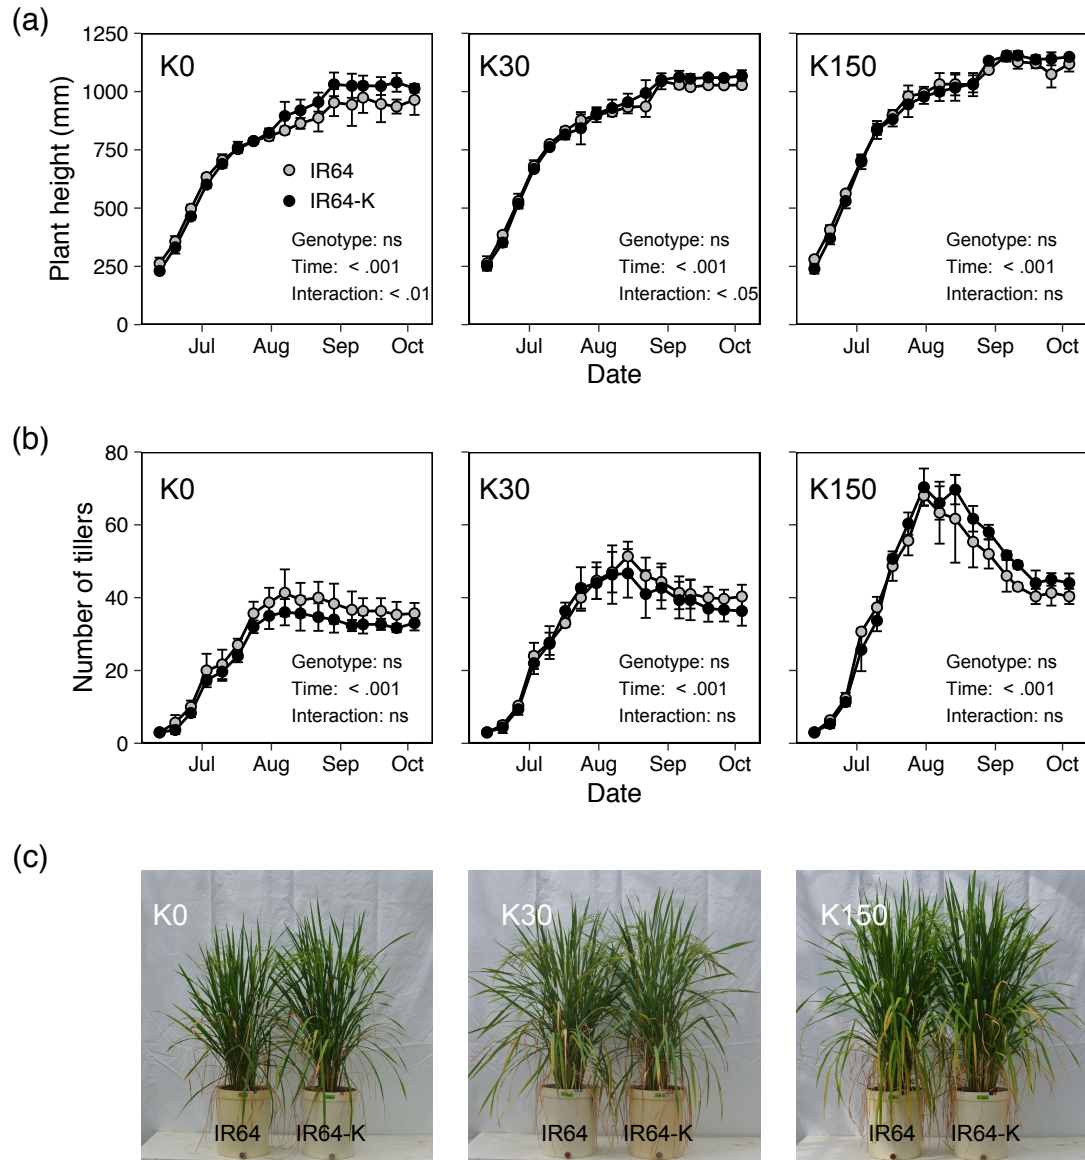 (a)
Plant height (mm)
1250
1000
750
500
250
0
K0
IR64
IR64-K
Genotype: ns
Time: < .001
Interaction: < .01
Jul Aug Sep Oct
K30
Genotype: ns
Time: < .001
Interaction: < .05
Jul Aug Sep Oct
K150
Genotype: ns
Time: < .001
Interaction: ns
Jul Aug Sep Oct
Date
(b)
Number of tillers
80
60
40
20
0
K0
Genotype: ns
Time: < .001
Interaction: ns
Jul Aug Sep Oct
K30
Genotype: ns
Time: < .001
Interaction: ns
Jul Aug Sep Oct
K150
Genotype: ns
Time: < .001
Interaction: ns
Jul Aug Sep Oct
Date
(c)
K0
IR64 IR64-K
K30
IR64 IR64-K
K150
IR64 IR64-K